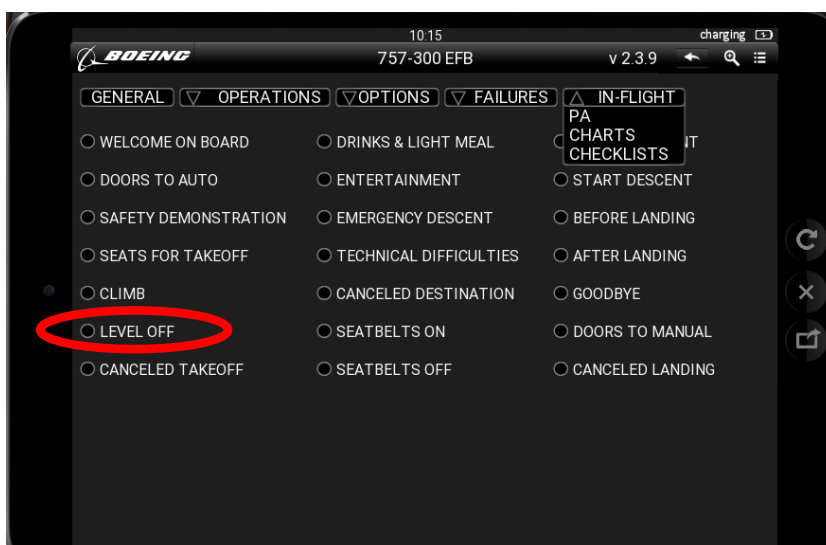 10:15
charging
BOEING
757-300 EFB
v 2.3.9
GENERAL
OPERATIONS
OPTIONS
FAILURES
IN-FLIGHT
PA
CHARTS
CHECKLISTS
WELCOME ON BOARD
DRINKS & LIGHT MEAL
NT
DOORS TO AUTO
ENTERTAINMENT
START DESCENT
SAFETY DEMONSTRATION
EMERGENCY DESCENT
BEFORE LANDING
SEATS FOR TAKEOFF
TECHNICAL DIFFICULTIES
AFTER LANDING
CLIMB
CANCELED DESTINATION
GOODBYE
LEVEL OFF
SEATBELTS ON
DOORS TO MANUAL
CANCELED TAKEOFF
SEATBELTS OFF
CANCELED LANDING